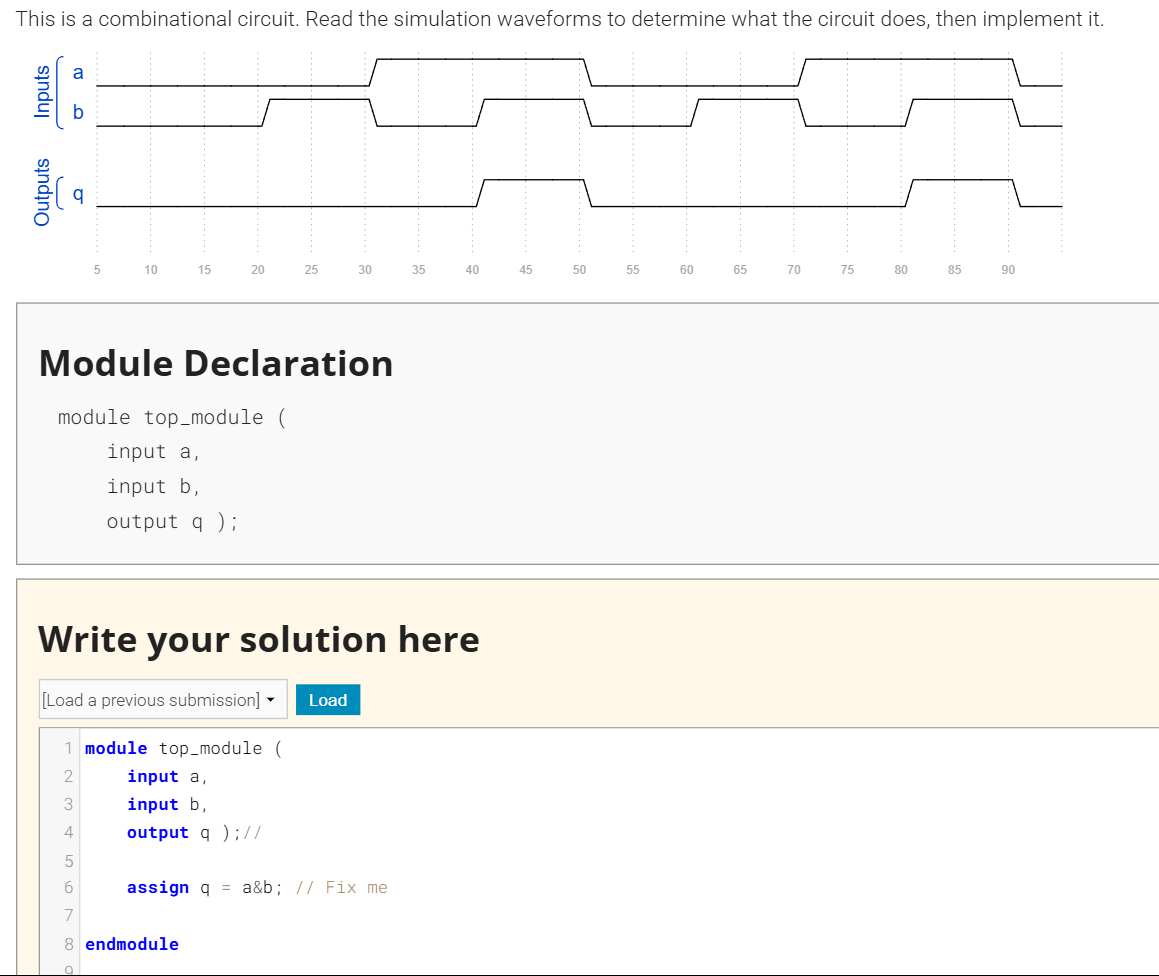 This is a combinational circuit. Read the simulation waveforms to determine what the circuit does, then implement it.
Inputs
a
b
Outputs
q
5 10 15 20 25 30 35 40 45 50 55 60 65 70 75 80 85 90
Module Declaration
module top_module (
input a,
input b,
output q );
Write your solution here
[Load a previous submission] Load
1 module top_module (
2 input a,
3 input b,
4 output q );//
5
6 assign q = a&b; // Fix me
7
8 endmodule
9